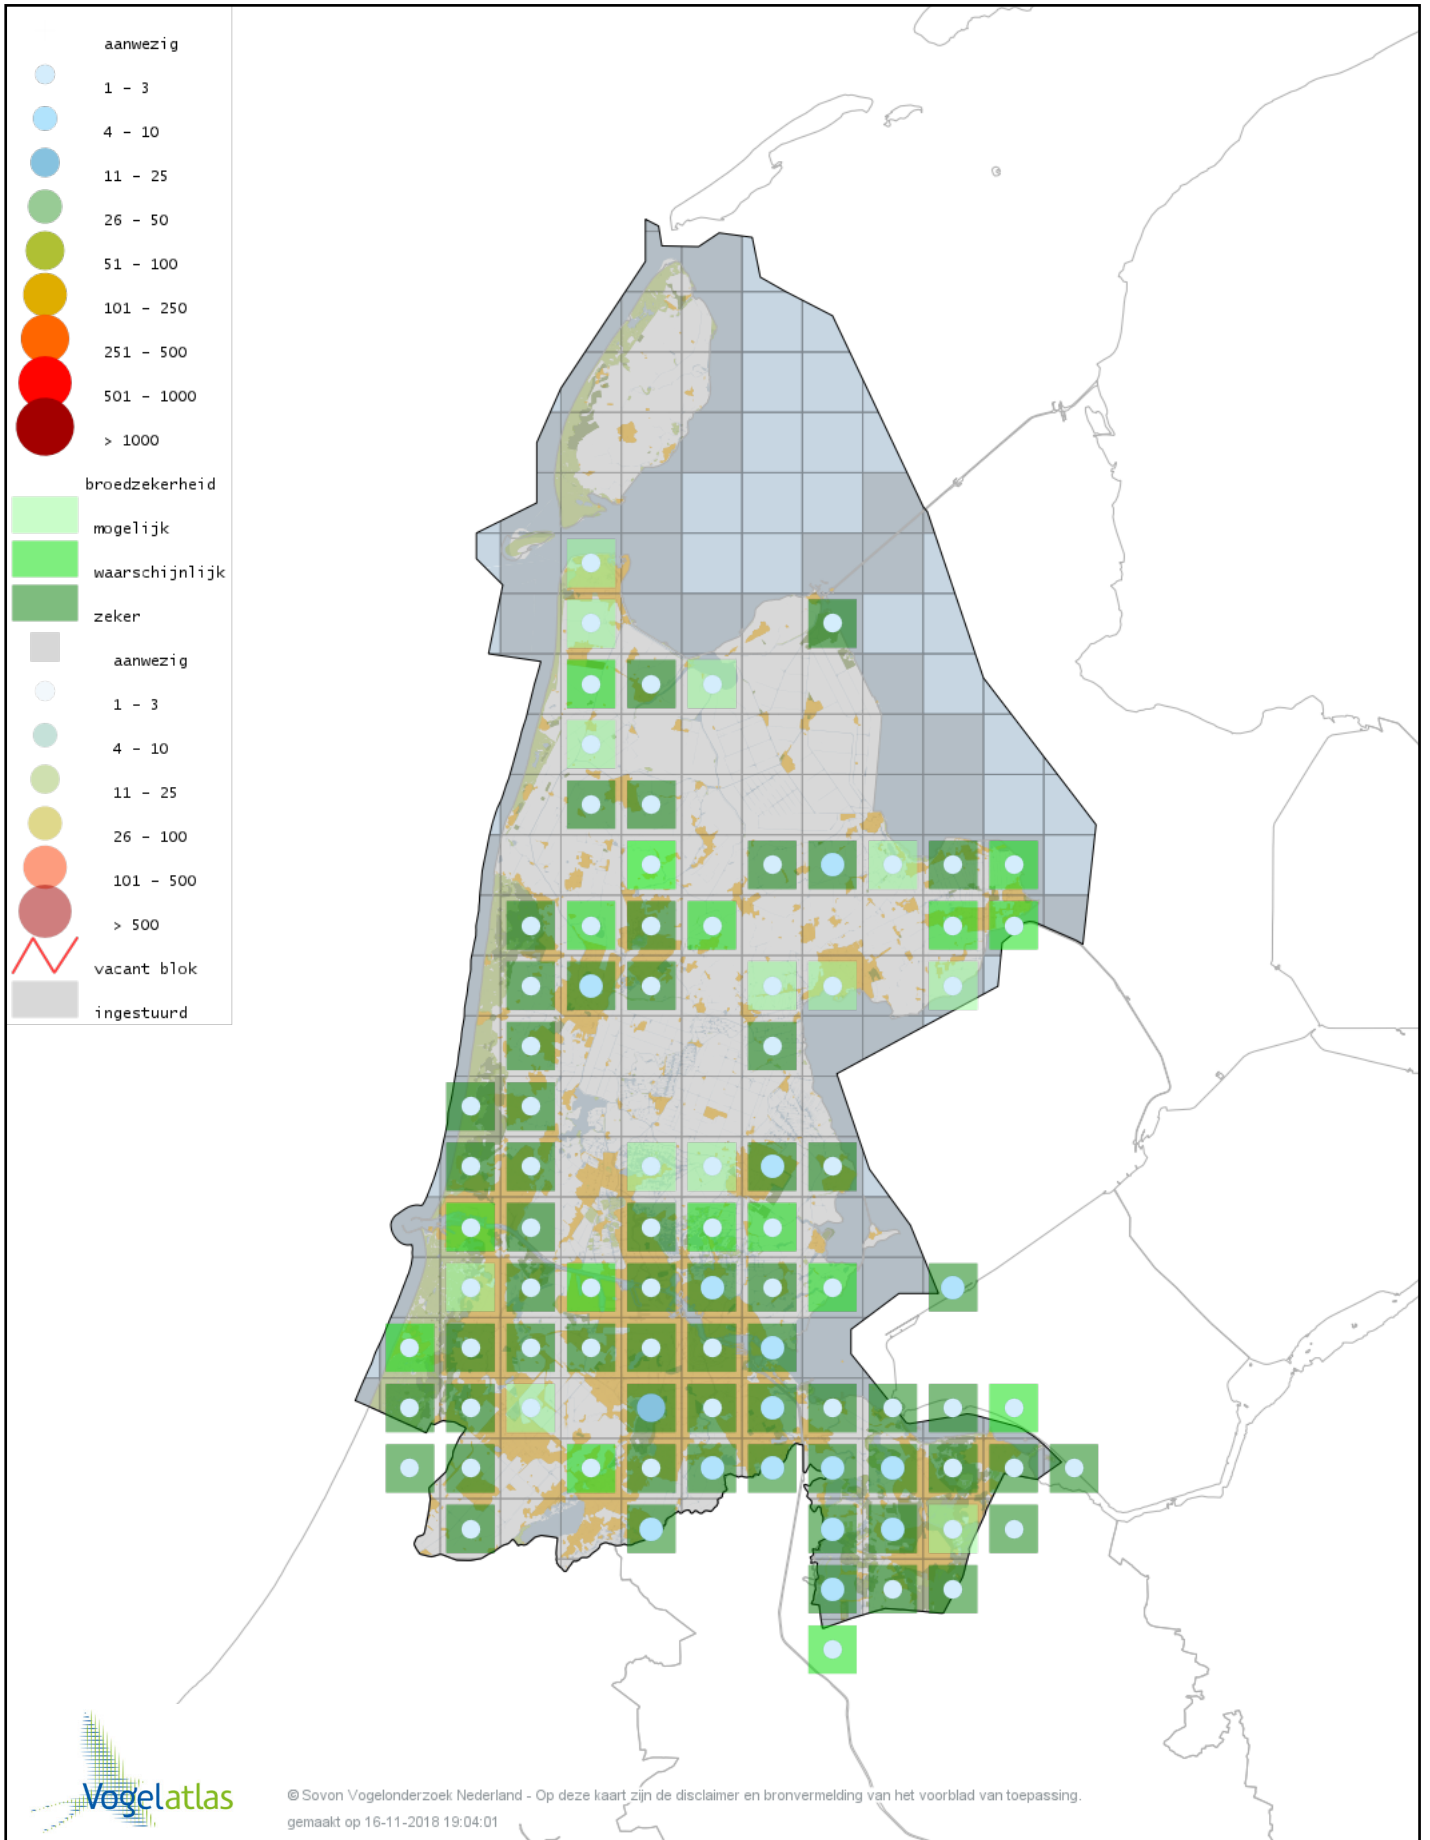 aanwezig
1 - 3
4 - 10
11 - 25
26 - 50
51 - 100
101 - 250
251 - 500
501 - 1000
> 1000
broedzekerheid
mogelijk
waarschijnlijk
zeker
aanwezig
1 - 3
4 - 10
11 - 25
26 - 100
101 - 500
> 500
vacant blok
ingestuurd
Vogelatlas
© Sovon Vogelonderzoek Nederland - Op deze kaart zijn de disclaimer en bronvermelding van het voorblad van toepassing.
gemaakt op 16-11-2018 19:04:01